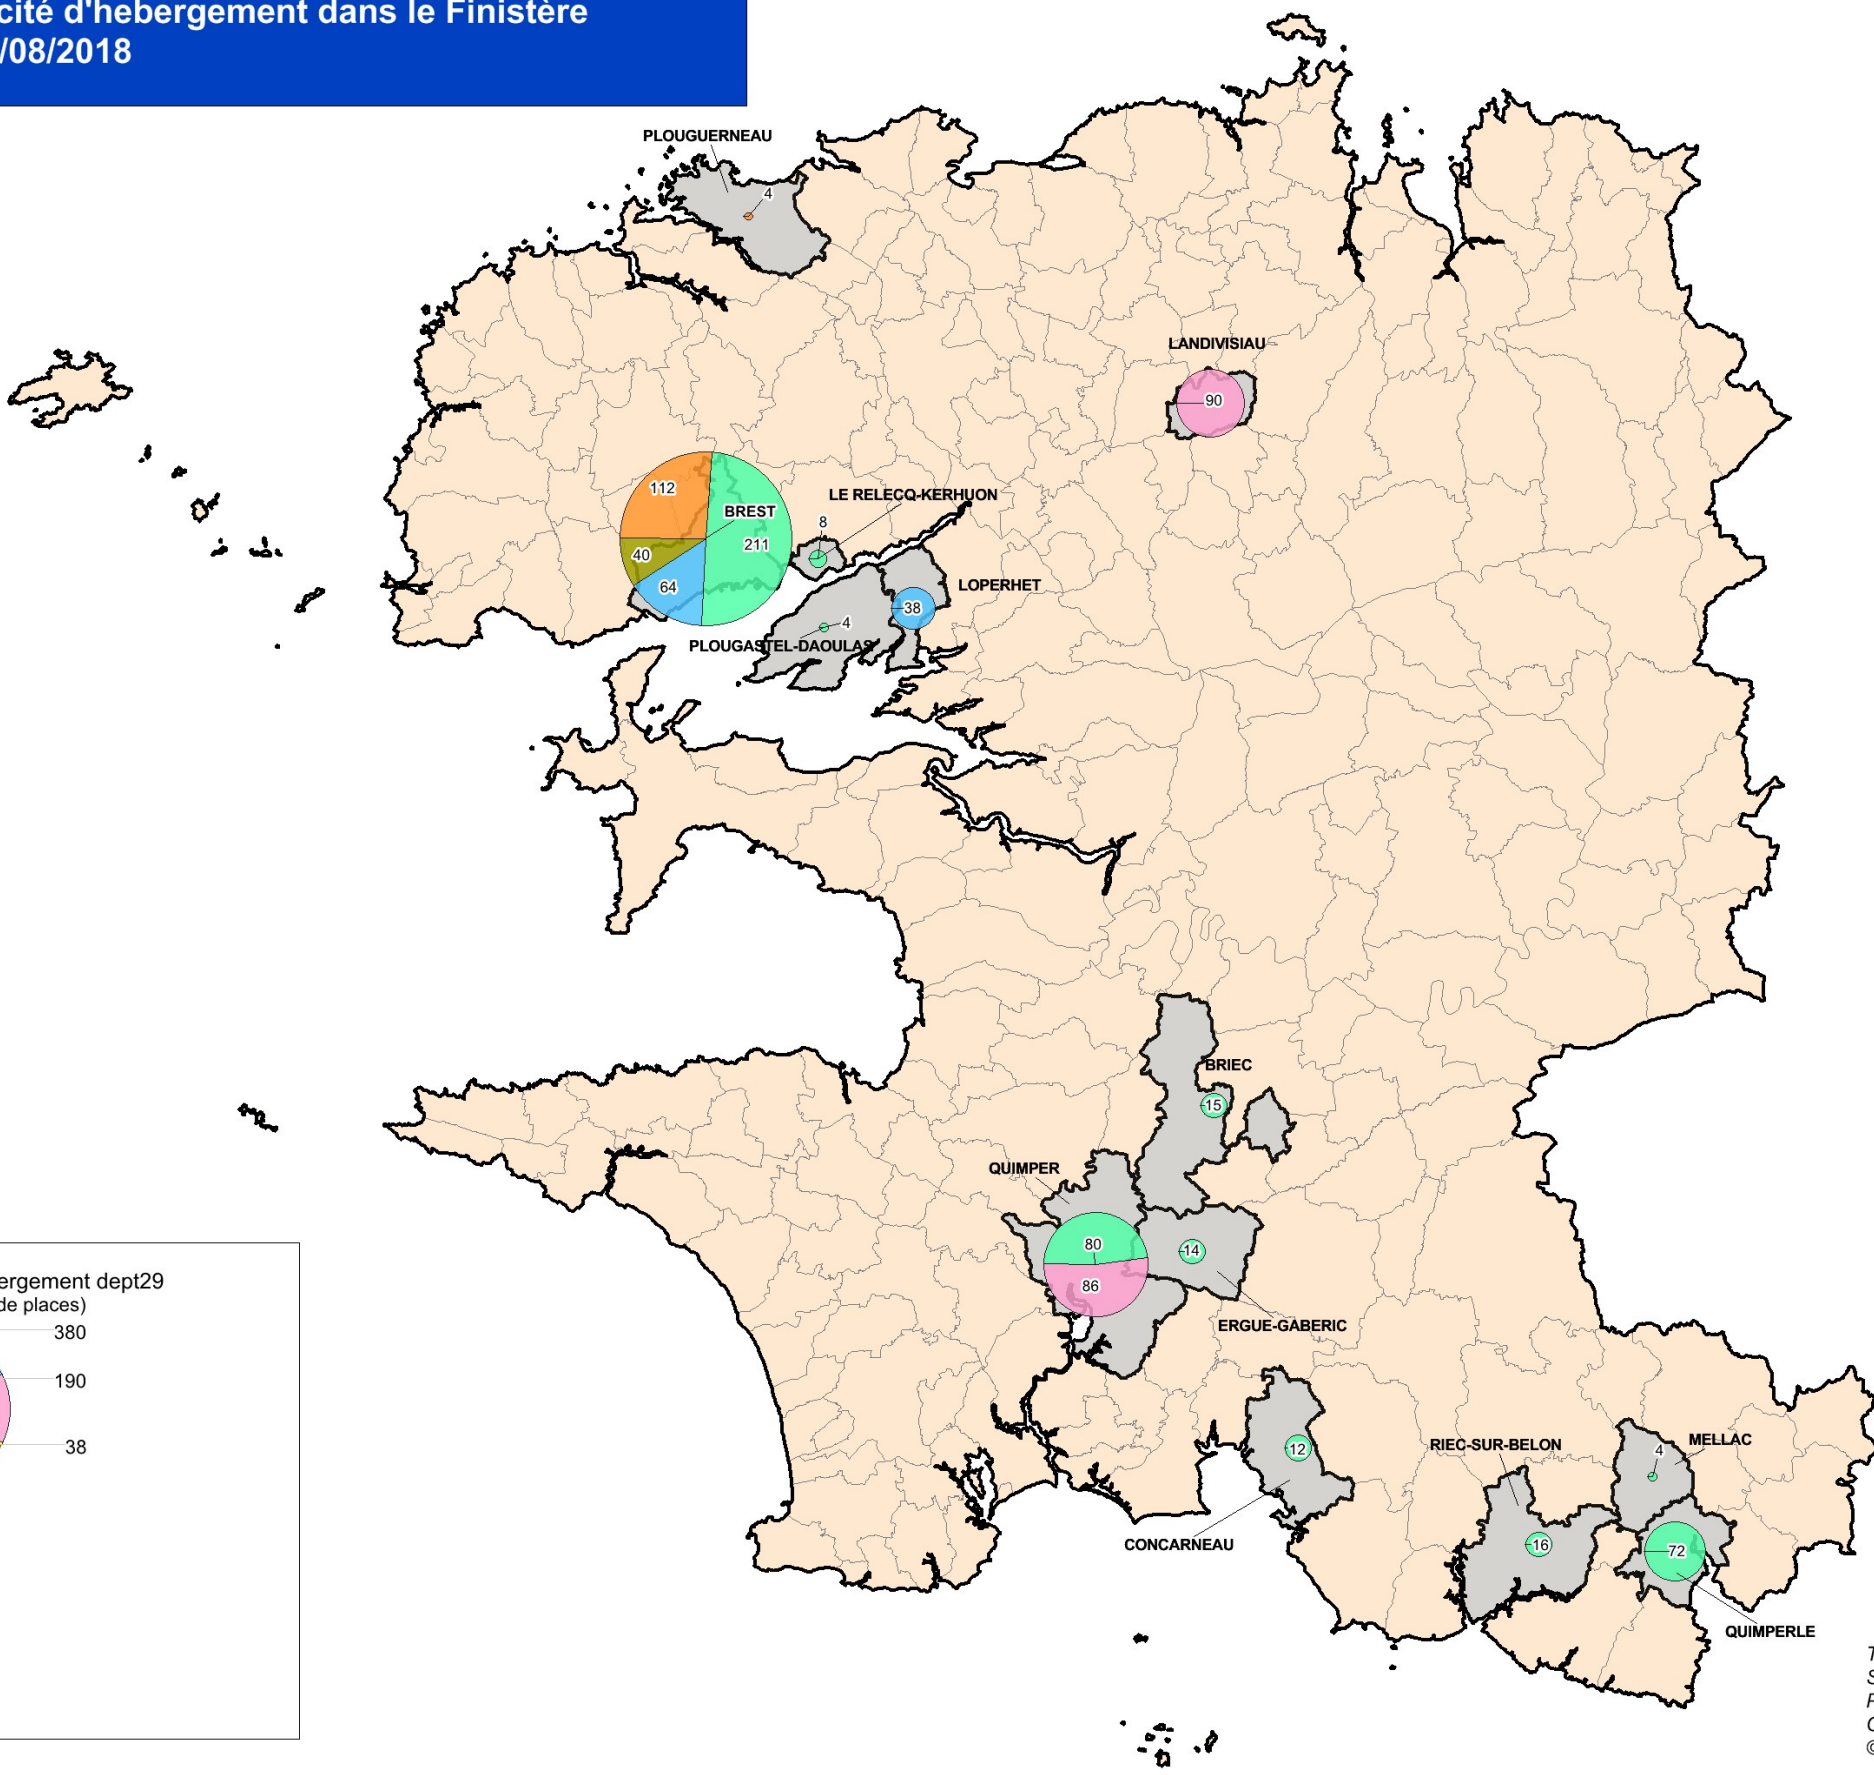 cité d'hebergement dans le Finistère
/08/2018
PLOUGUERNEAU
4
LANDIVISIAU
90
112
BREST
211
40
64
LE RELECQ-KERHUON
8
LOPERHET
38
4
PLOUGASTEL-DAOULAS
BRIEC
15
QUIMPER
80
86
14
ERGUE-GABERIC
ergement dept29
de places)
380
190
38
12
CONCARNEAU
RIEC-SUR-BELON
16
4
MELLAC
72
QUIMPERLE
©